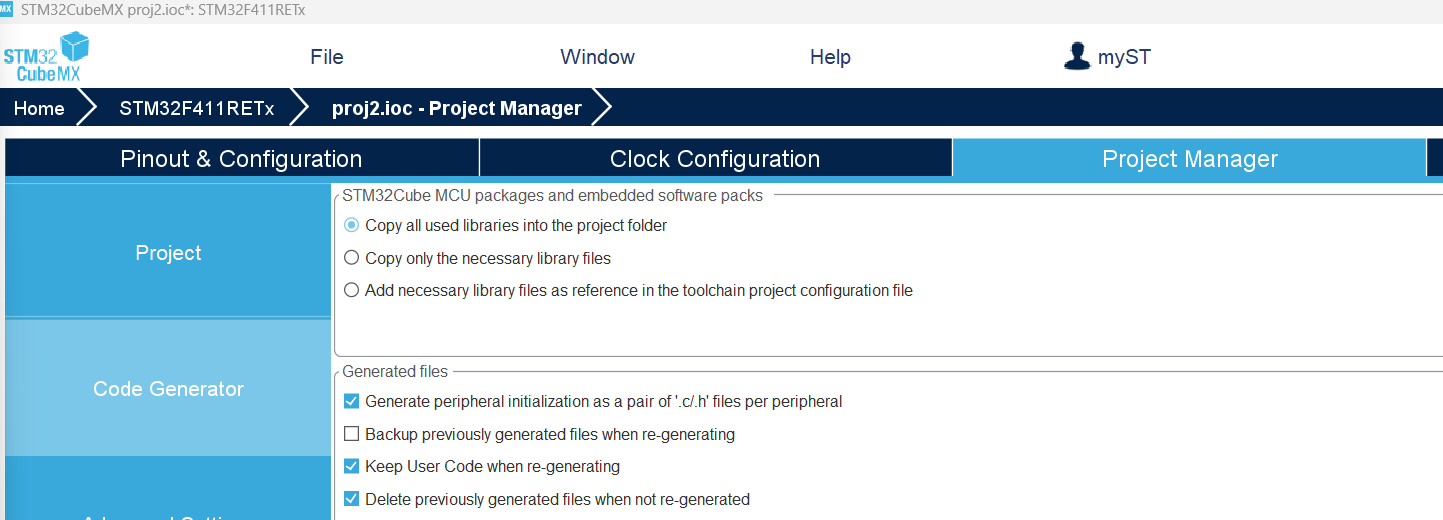 MX STM32CubeMX proj2.ioc*: STM32F411RETx
STM32
CubeMX
File
Window
Help
myST
Home
STM32F411RETx
proj2.ioc - Project Manager
Pinout & Configuration
Clock Configuration
Project Manager
Project
Code Generator
STM32Cube MCU packages and embedded software packs
Copy all used libraries into the project folder
Copy only the necessary library files
Add necessary library files as reference in the toolchain project configuration file
Generated files
Generate peripheral initialization as a pair of '.c/.h' files per peripheral
Backup previously generated files when re-generating
Keep User Code when re-generating
Delete previously generated files when not re-generated